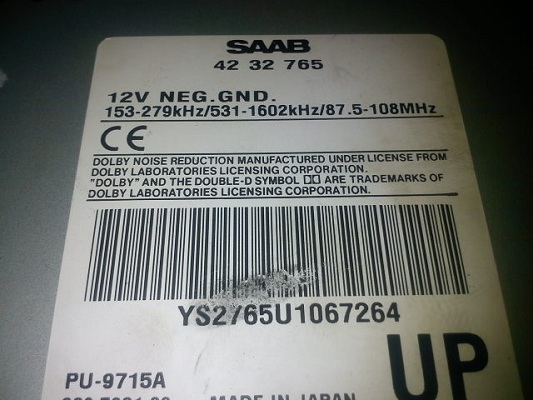 SAAB
42 32 765
12V NEG.GND.
153-279kHz/531-1602kHz/87.5-108MHz
CE
DOLBY NOISE REDUCTION MANUFACTURED UNDER LICENSE FROM
DOLBY LABORATORIES LICENSING CORPORATION.
"DOLBY" AND THE DOUBLE-D SYMBOL ARE TRADEMARKS OF
DOLBY LABORATORIES LICENSING CORPORATION.
YS2765U1067264
UP
PU-9715A
MADE IN JAPAN